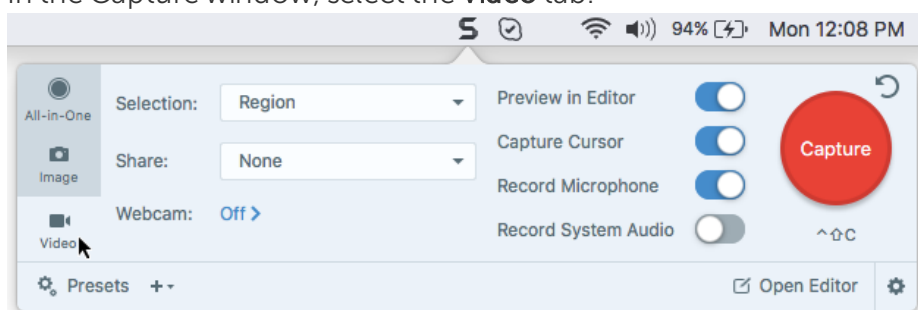 In the Capture window, select the Video tab.
S 94% Mon 12:08 PM
All-in-One
Image
Video
Selection: Region
Share: None
Webcam: Off >
Preview in Editor
Capture Cursor
Record Microphone
Record System Audio
Capture
^⇧C
Presets +
Open Editor